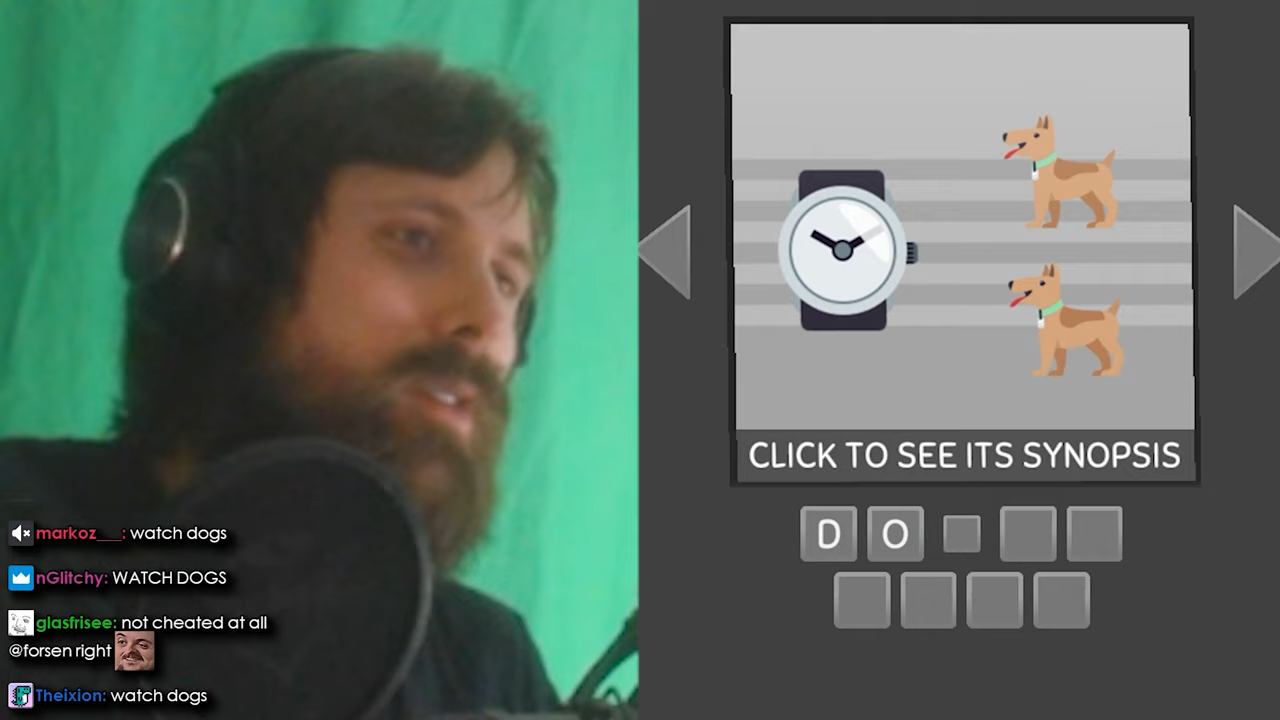 CLICK TO SEE ITS SYNOPSIS
D O
markoz___: watch dogs
nGlitchy: WATCH DOGS
glasfrisee: not cheated at all
@forsen right
Theixion: watch dogs